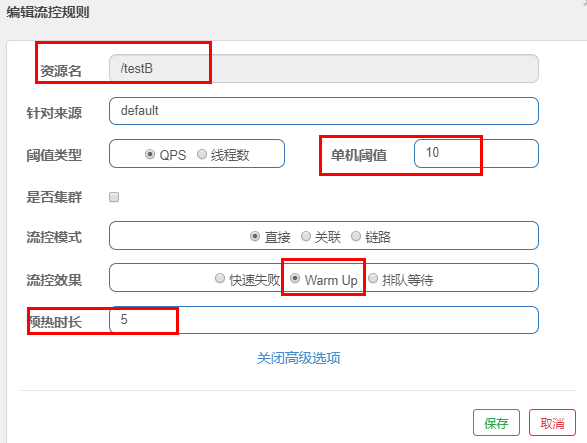 编辑流控规则
资源名 /testB
针对来源 default
阈值类型 QPS 线程数 单机阈值 10
是否集群
流控模式 直接 关联 链路
流控效果 快速失败 Warm Up 排队等待
预热时长 5
关闭高级选项
保存 取消